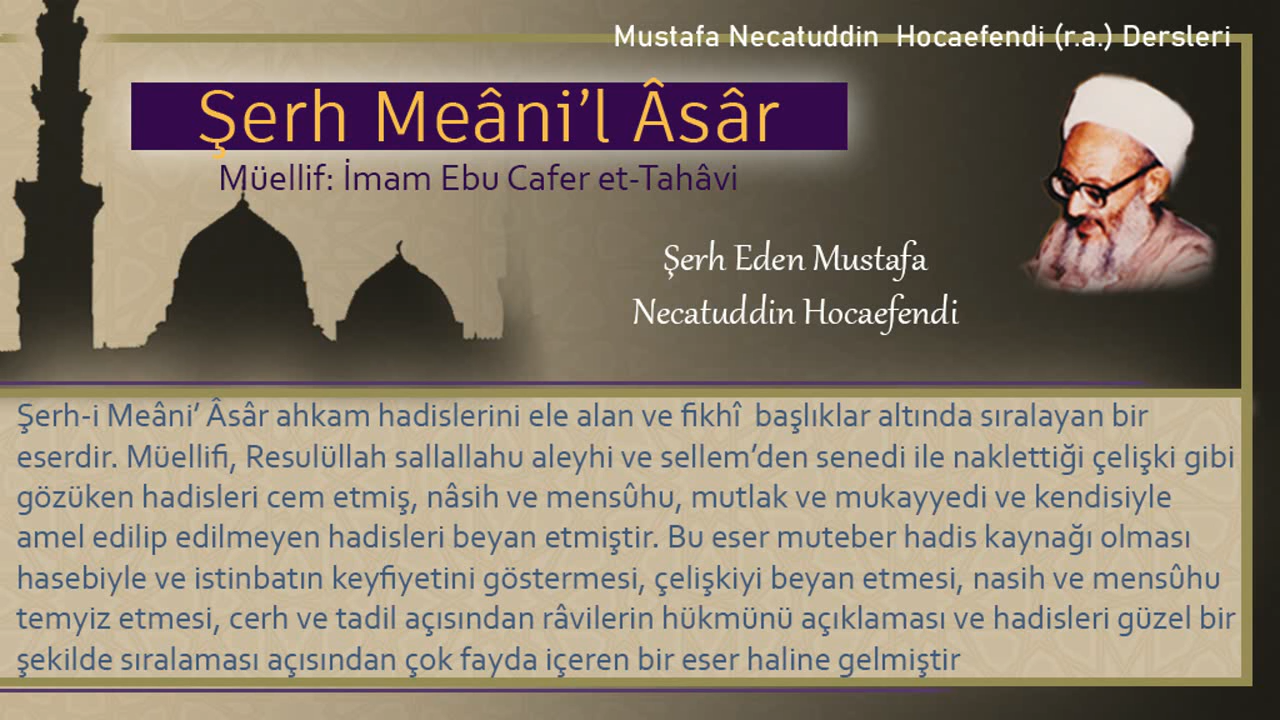 Mustafa Necatuddin Hocaefendi (r.a.) Dersleri
Şerh Meâni’l Âsâr
Müellif: İmam Ebu Cafer et-Tahâvi
Şerh Eden Mustafa
Necatuddin Hocaefendi
Şerh-i Meâni’ Âsâr ahkam hadislerini ele alan ve fikhî başlıklar altında sıralayan bir
eserdir. Müellifi, Resulüllah sallallahu aleyhi ve sellem’den senedi ile naklettiği çelişki gibi
gözüken hadisleri cem etmiş, nâsih ve mensûhu, mutlak ve mukayyedi ve kendisiyle
amel edilip edilmeyen hadisleri beyan etmiştir. Bu eser muteber hadis kaynağı olması
hasebiyle ve istinbatın keyfiyetini göstermesi, çelişkiyi beyan etmesi, nasih ve mensûhu
temyiz etmesi, cerh ve tadil açısından râvilerin hükmünü açıklaması ve hadisleri güzel bir
şekilde sıralaması açısından çok fayda içeren bir eser haline gelmiştir